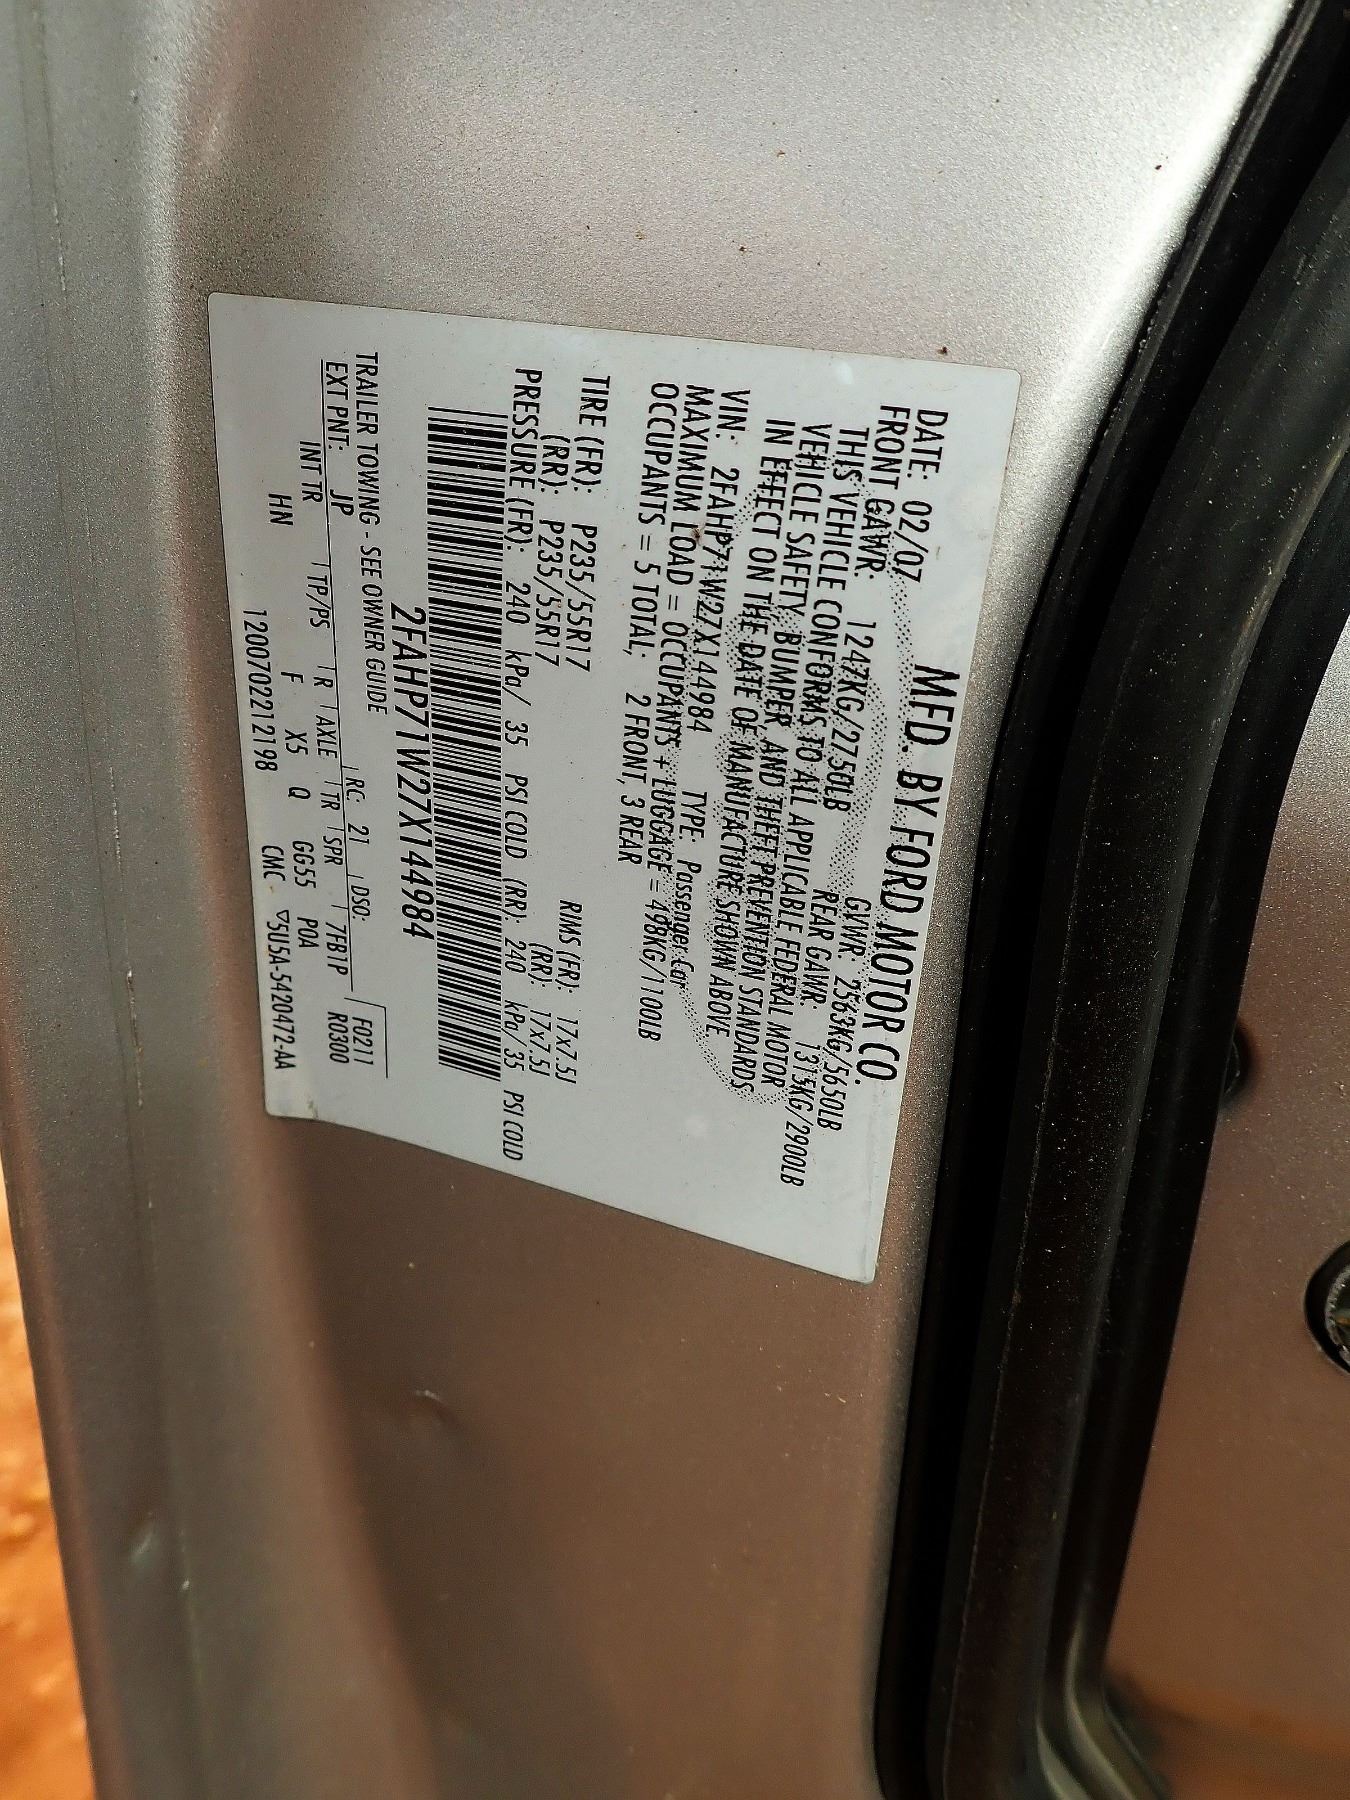 MFD. BY FORD MOTOR CO.
DATE: 02/07 GVWR: 2563KG/5650LB
FRONT GAWR: 1247KG/2750LB REAR GAWR: 1315KG/2900LB
THIS VEHICLE CONFORMS TO ALL APPLICABLE FEDERAL MOTOR
VEHICLE SAFETY, BUMPER, AND THEFT PREVENTION STANDARDS
IN EFFECT ON THE DATE OF MANUFACTURE SHOWN ABOVE.
VIN: 2FAHP71W27X144984 TYPE: Passenger Car
MAXIMUM LOAD = OCCUPANTS + LUGGAGE = 498KG/1100LB
OCCUPANTS = 5 TOTAL, 2 FRONT, 3 REAR
TIRE (FR): P235/55R17 RIMS (FR): 17x7.5J
(RR): P235/55R17 (RR): 17x7.5J
PRESSURE (FR): 240 kPa/ 35 PSI COLD (RR): 240 kPa/ 35 PSI COLD
2FAHP71W27X144984
TRAILER TOWING - SEE OWNER GUIDE F0211
EXT PNT: JP RC: 21 DSO: R0300
INT TR TP/PS R AXLE TR SPR 7FB1P
HN F X5 Q GG55 POA
1200702212198 CMC ▽5U5A-5420472-AA